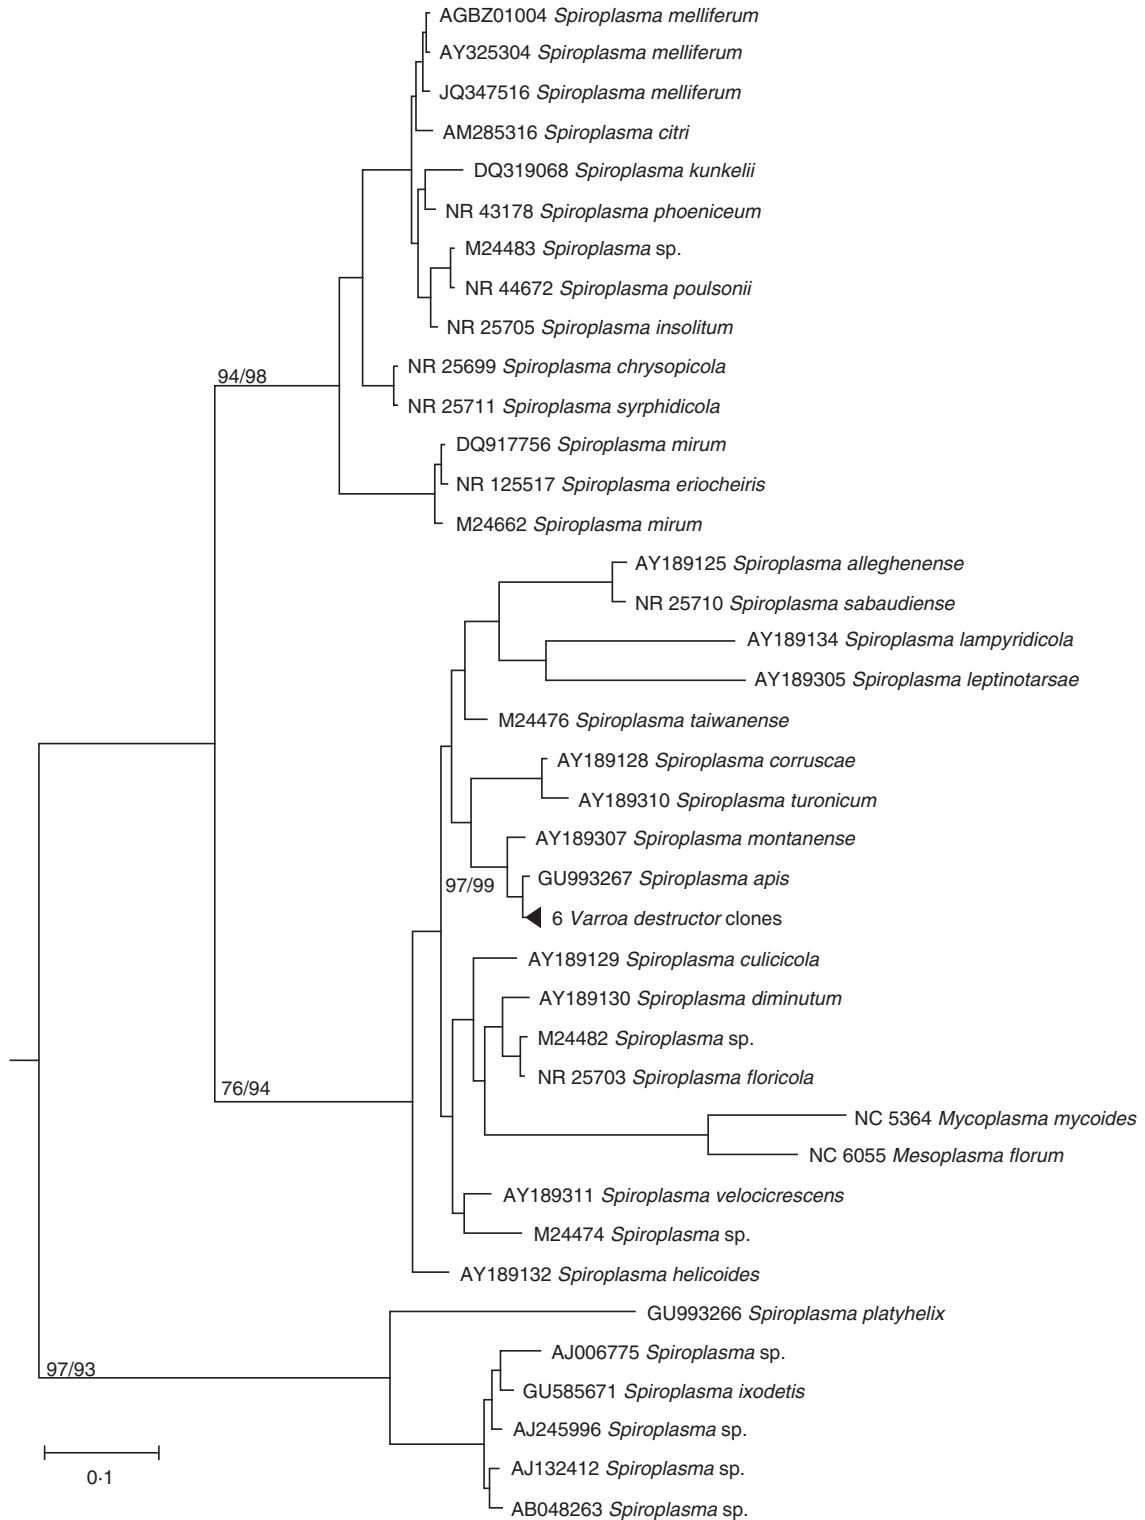 AGBZ01004 Spiroplasma melliferum
AY325304 Spiroplasma melliferum
JQ347516 Spiroplasma melliferum
AM285316 Spiroplasma citri
DQ319068 Spiroplasma kunkelii
NR 43178 Spiroplasma phoeniceum
M24483 Spiroplasma sp.
NR 44672 Spiroplasma poulsonii
NR 25705 Spiroplasma insolitum
NR 25699 Spiroplasma chrysopicola
94/98
NR 25711 Spiroplasma syrphidicola
DQ917756 Spiroplasma mirum
NR 125517 Spiroplasma eriocheiris
M24662 Spiroplasma mirum
AY189125 Spiroplasma alleghenense
NR 25710 Spiroplasma sabaudiense
AY189134 Spiroplasma lampyridicola
AY189305 Spiroplasma leptinotarsae
M24476 Spiroplasma taiwanense
AY189128 Spiroplasma corruscae
AY189310 Spiroplasma turonicum
AY189307 Spiroplasma montanense
GU993267 Spiroplasma apis
97/99
6 Varroa destructor clones
AY189129 Spiroplasma culicicola
AY189130 Spiroplasma diminutum
M24482 Spiroplasma sp.
NR 25703 Spiroplasma floricola
76/94
NC 5364 Mycoplasma mycoides
NC 6055 Mesoplasma florum
AY189311 Spiroplasma velocicrescens
M24474 Spiroplasma sp.
AY189132 Spiroplasma helicoides
GU993266 Spiroplasma platyhelix
AJ006775 Spiroplasma sp.
97/93
GU585671 Spiroplasma ixodetis
AJ245996 Spiroplasma sp.
AJ132412 Spiroplasma sp.
0·1
AB048263 Spiroplasma sp.